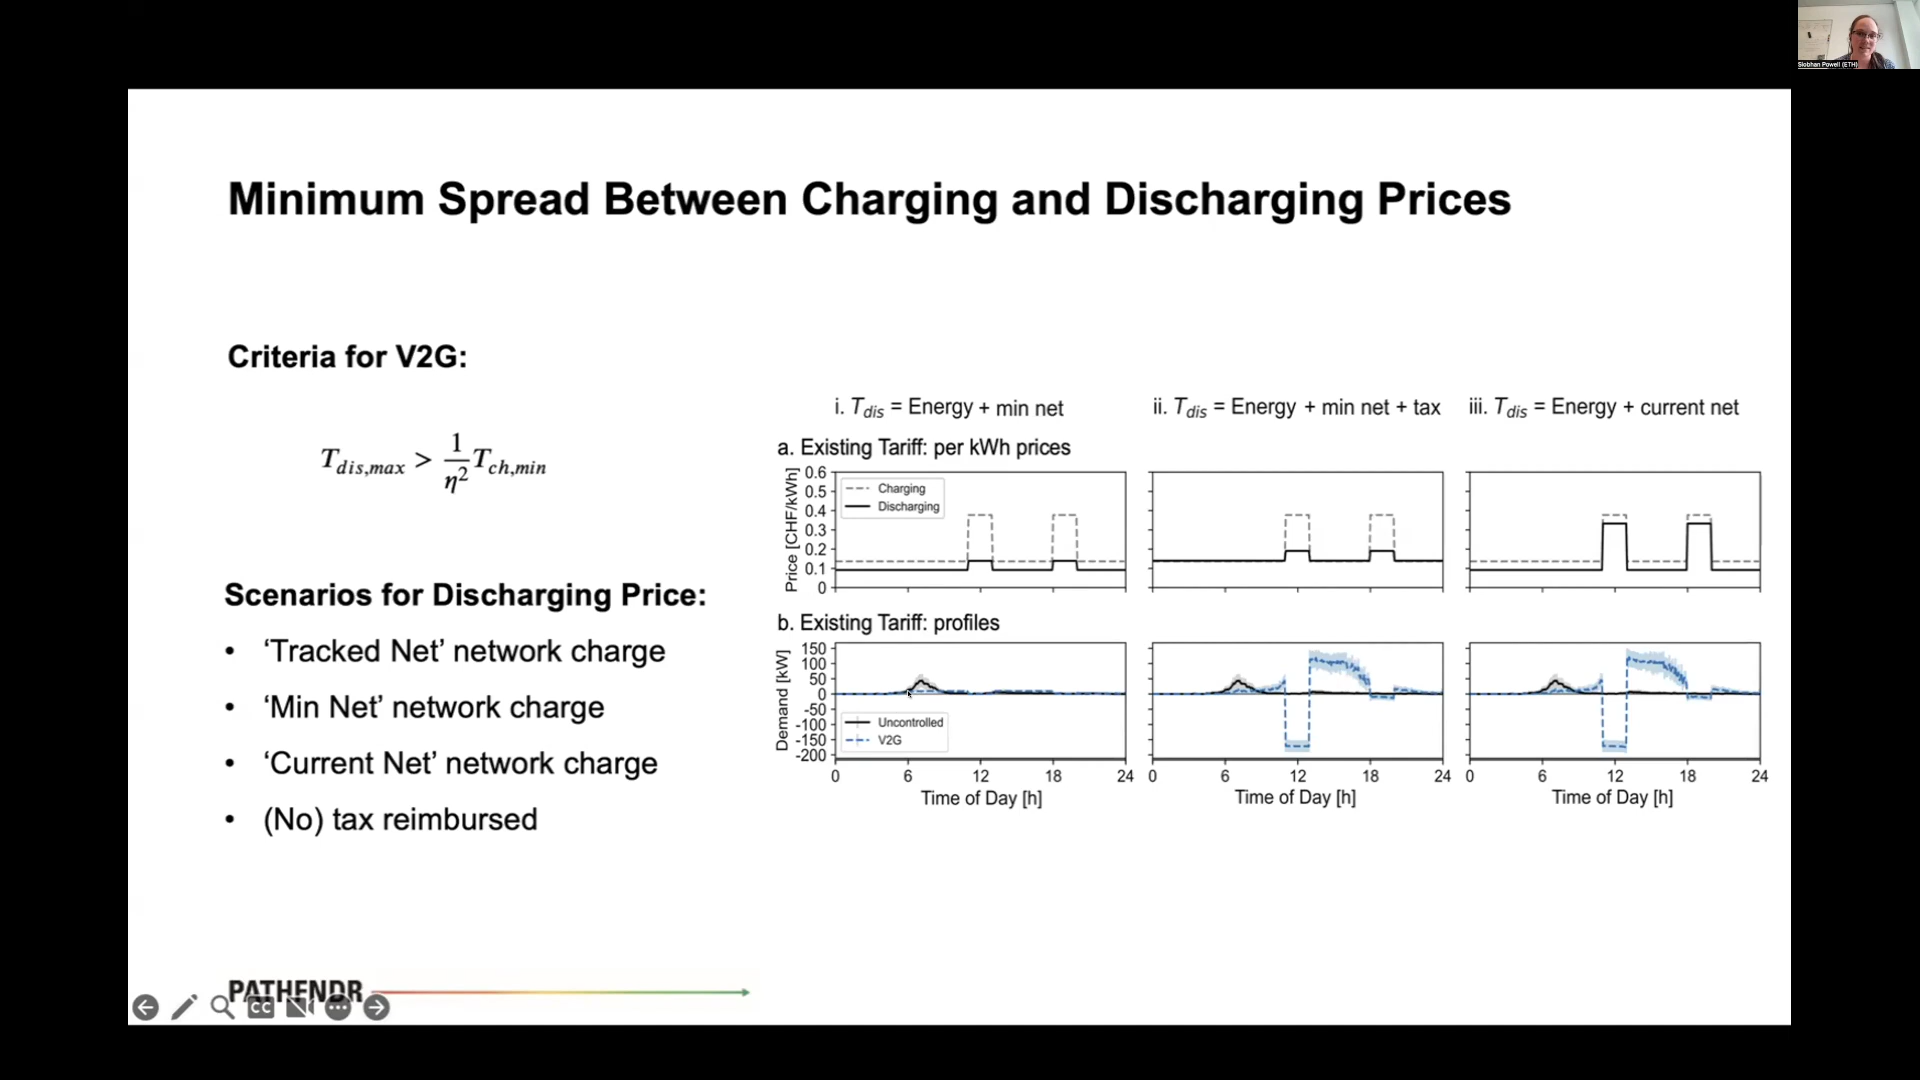 Siobhan Powell (ETH)
Minimum Spread Between Charging and Discharging Prices
Criteria for V2G:
T_dis,max > 1/η² T_ch,min
Scenarios for Discharging Price:
• ‘Tracked Net’ network charge
• ‘Min Net’ network charge
• ‘Current Net’ network charge
• (No) tax reimbursed
i. T_dis = Energy + min net
ii. T_dis = Energy + min net + tax
iii. T_dis = Energy + current net
a. Existing Tariff: per kWh prices
Price [CHF/kWh]
0.6
0.5
0.4
0.3
0.2
0.1
0
Charging
Discharging
b. Existing Tariff: profiles
Demand [kW]
150
100
50
0
-50
-100
-150
-200
Uncontrolled
V2G
0 6 12 18 24
0 6 12 18 24
0 6 12 18 24
Time of Day [h]
Time of Day [h]
Time of Day [h]
PATHFNDR
CC